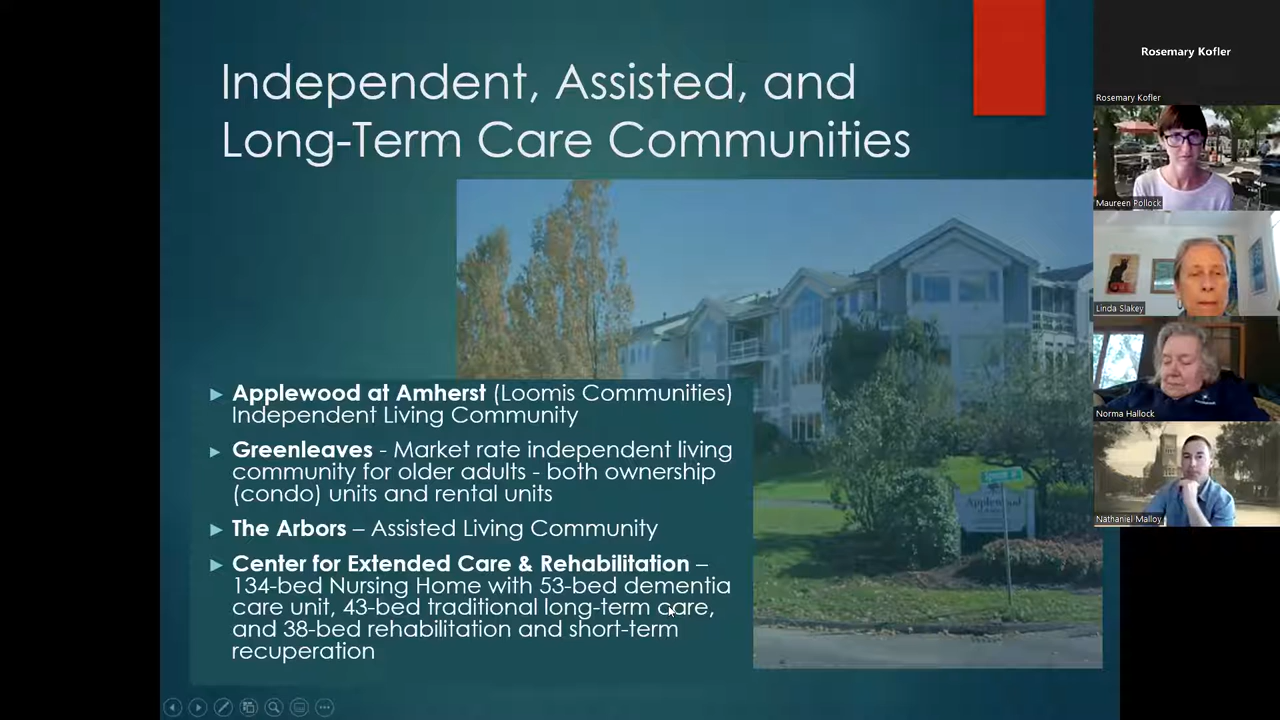 Independent, Assisted, and
Long-Term Care Communities
Applewood at Amherst (Loomis Communities)
Independent Living Community
Greenleaves - Market rate independent living
community for older adults - both ownership
(condo) units and rental units
The Arbors – Assisted Living Community
Center for Extended Care & Rehabilitation –
134-bed Nursing Home with 53-bed dementia
care unit, 43-bed traditional long-term care,
and 38-bed rehabilitation and short-term
recuperation
Applewood
Rosemary Kofler
Rosemary Kofler
Maureen Pollock
Linda Slakey
Norma Hallock
Nathaniel Malloy